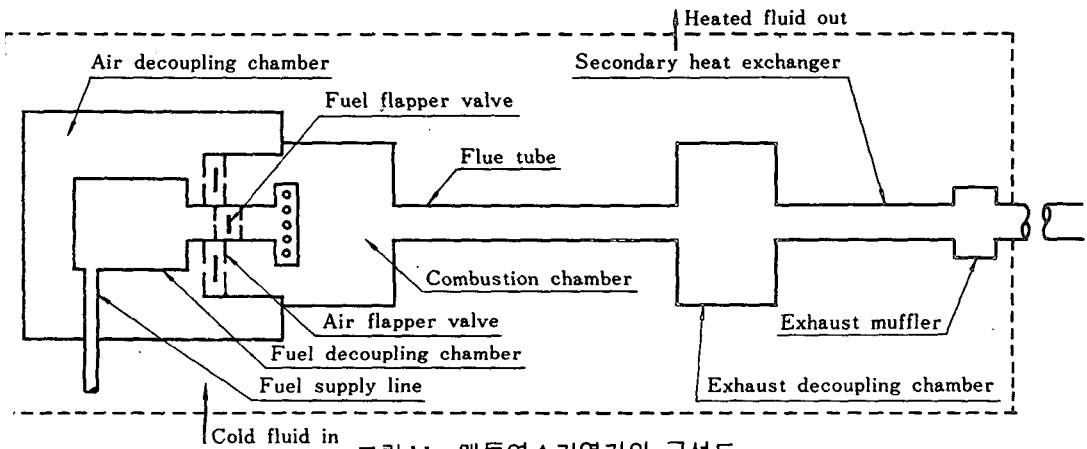 Heated fluid out
Air decoupling chamber
Secondary heat exchanger
Fuel flapper valve
Flue tube
Combustion chamber
Air flapper valve
Exhaust muffler
Fuel decoupling chamber
Fuel supply line
Exhaust decoupling chamber
Cold fluid in